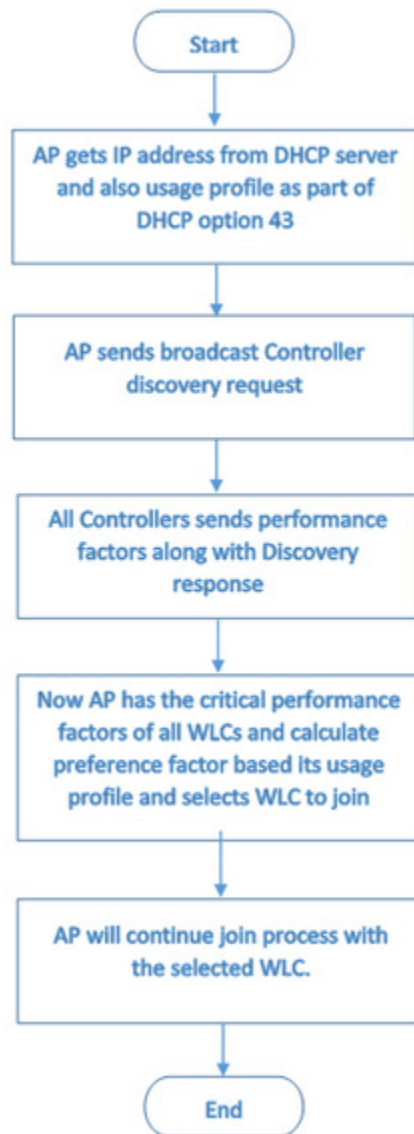 Start
AP gets IP address from DHCP server
and also usage profile as part of
DHCP option 43
AP sends broadcast Controller
discovery request
All Controllers sends performance
factors along with Discovery
response
Now AP has the critical performance
factors of all WLCs and calculate
preference factor based its usage
profile and selects WLC to join
AP will continue join process with
the selected WLC.
End